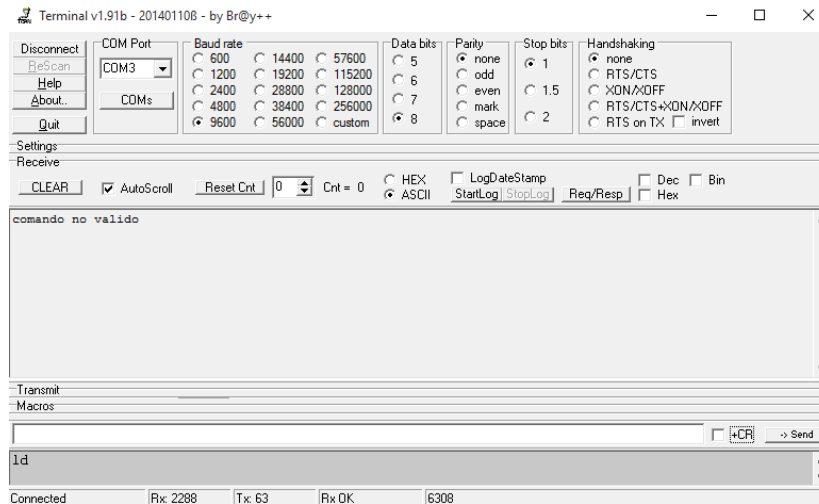 Terminal v1.91b - 20140110ß - by Br@y++
Disconnect
ReScan
Help
About..
Quit
COM Port
COM3
COMs
Baud rate
600 14400 57600
1200 19200 115200
2400 28800 128000
4800 38400 256000
9600 56000 custom
Data bits
5
6
7
8
Parity
none
odd
even
mark
space
Stop bits
1
1.5
2
Handshaking
none
RTS/CTS
XON/XOFF
RTS/CTS+XON/XOFF
RTS on TX invert
Settings
Receive
CLEAR AutoScroll Reset Cnt 0 Cnt = 0
HEX
ASCII
LogDateStamp
StartLog StopLog Req/Resp
Dec Bin
Hex
comando no valido
Transmit
Macros
+CR -> Send
ld
Connected Rx: 2288 Tx: 63 Rx OK 6308